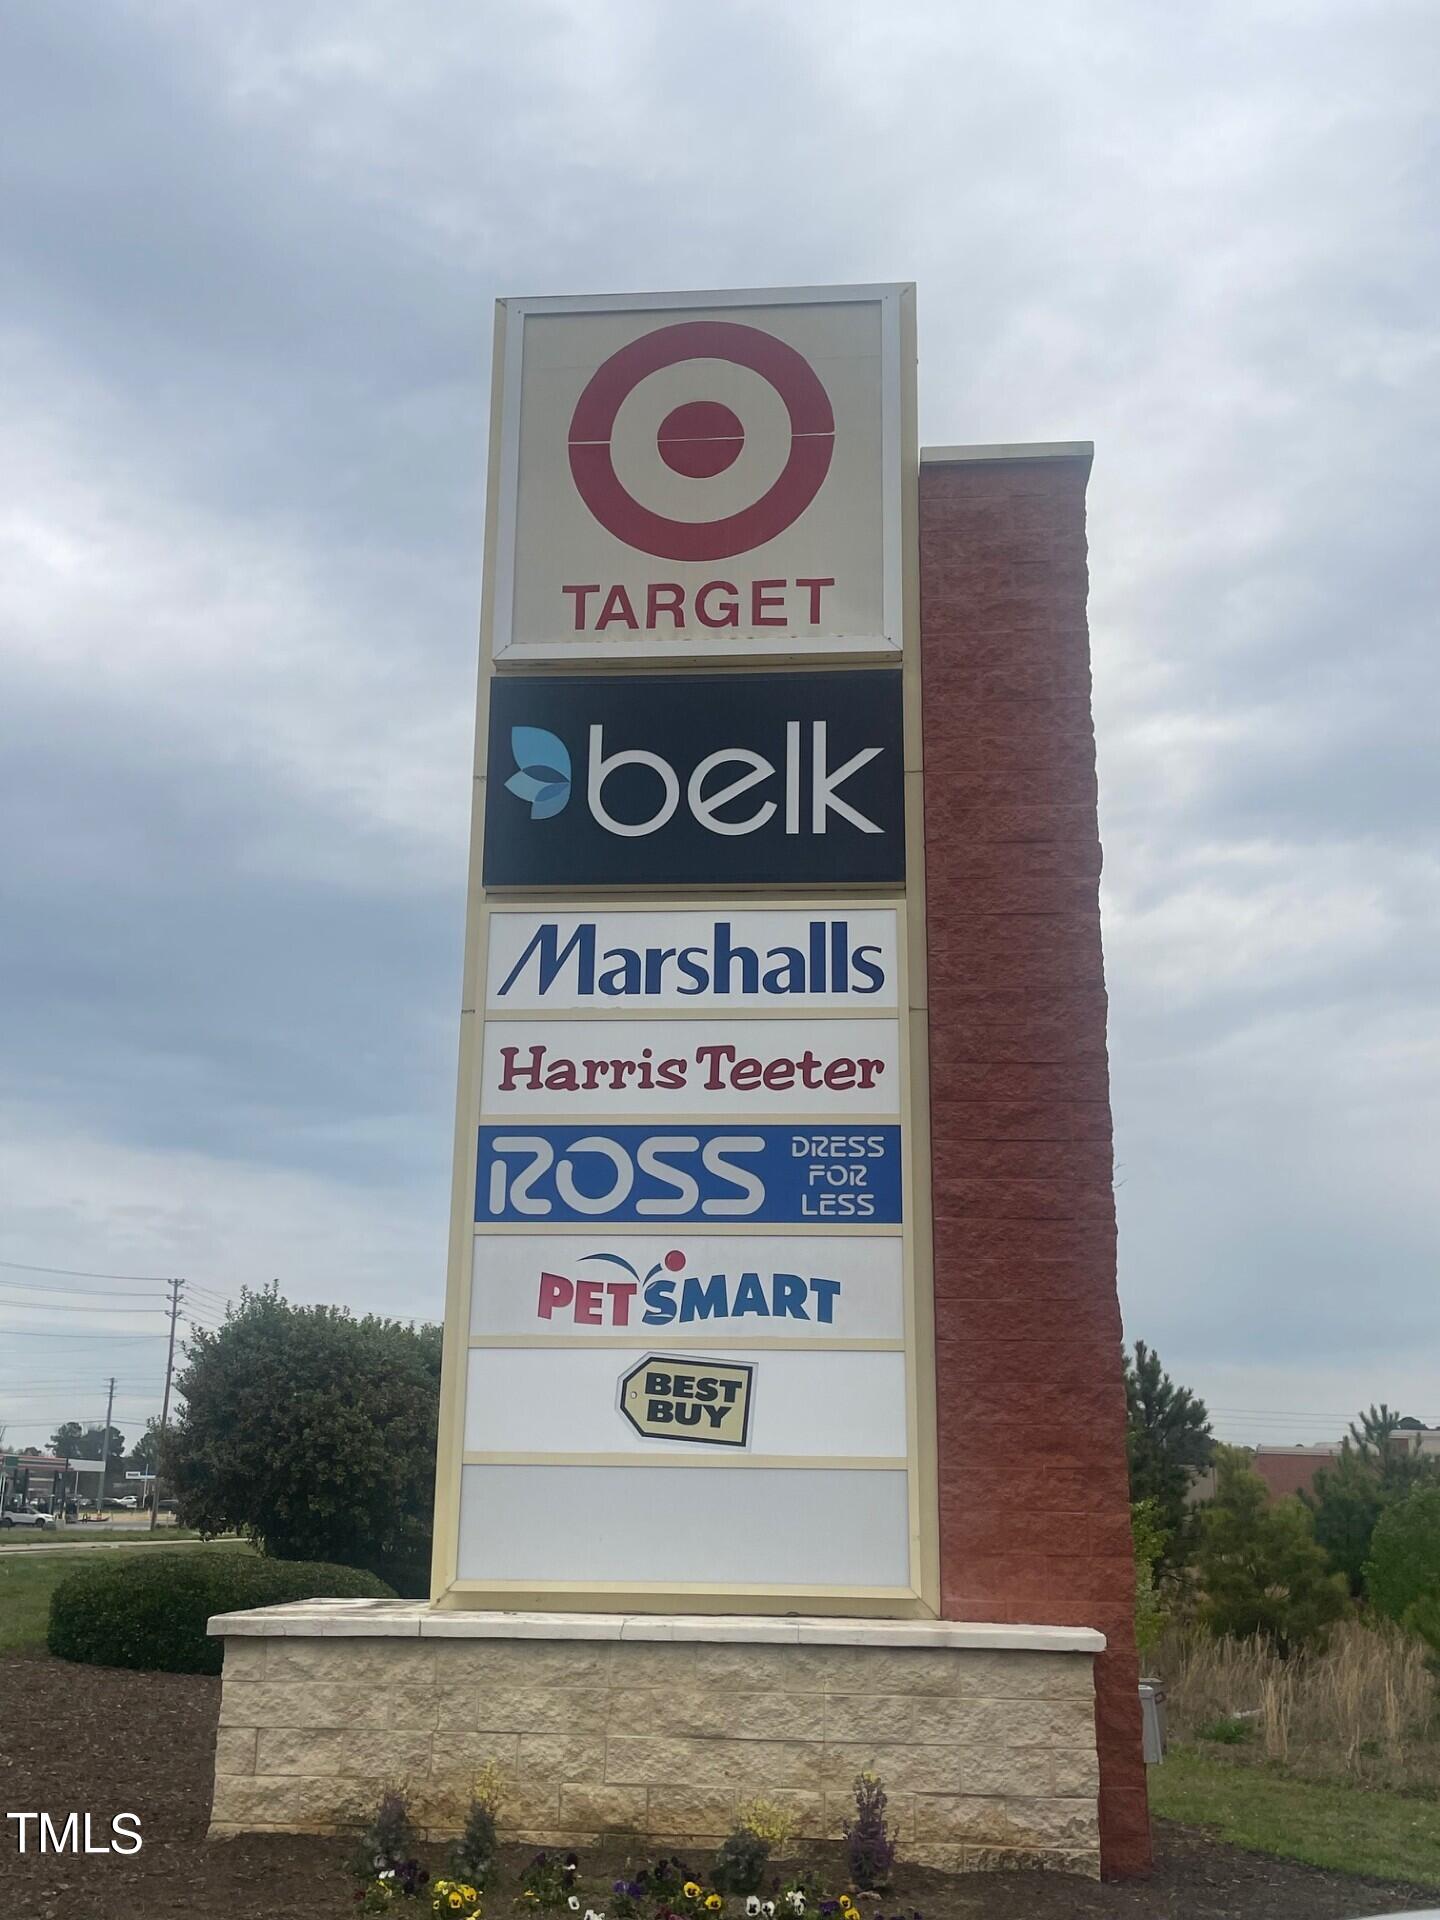 TARGET
belk
Marshalls
Harris Teeter
ROSS DRESS
FOR
LESS
PETSMART
BEST
BUY
TMLS